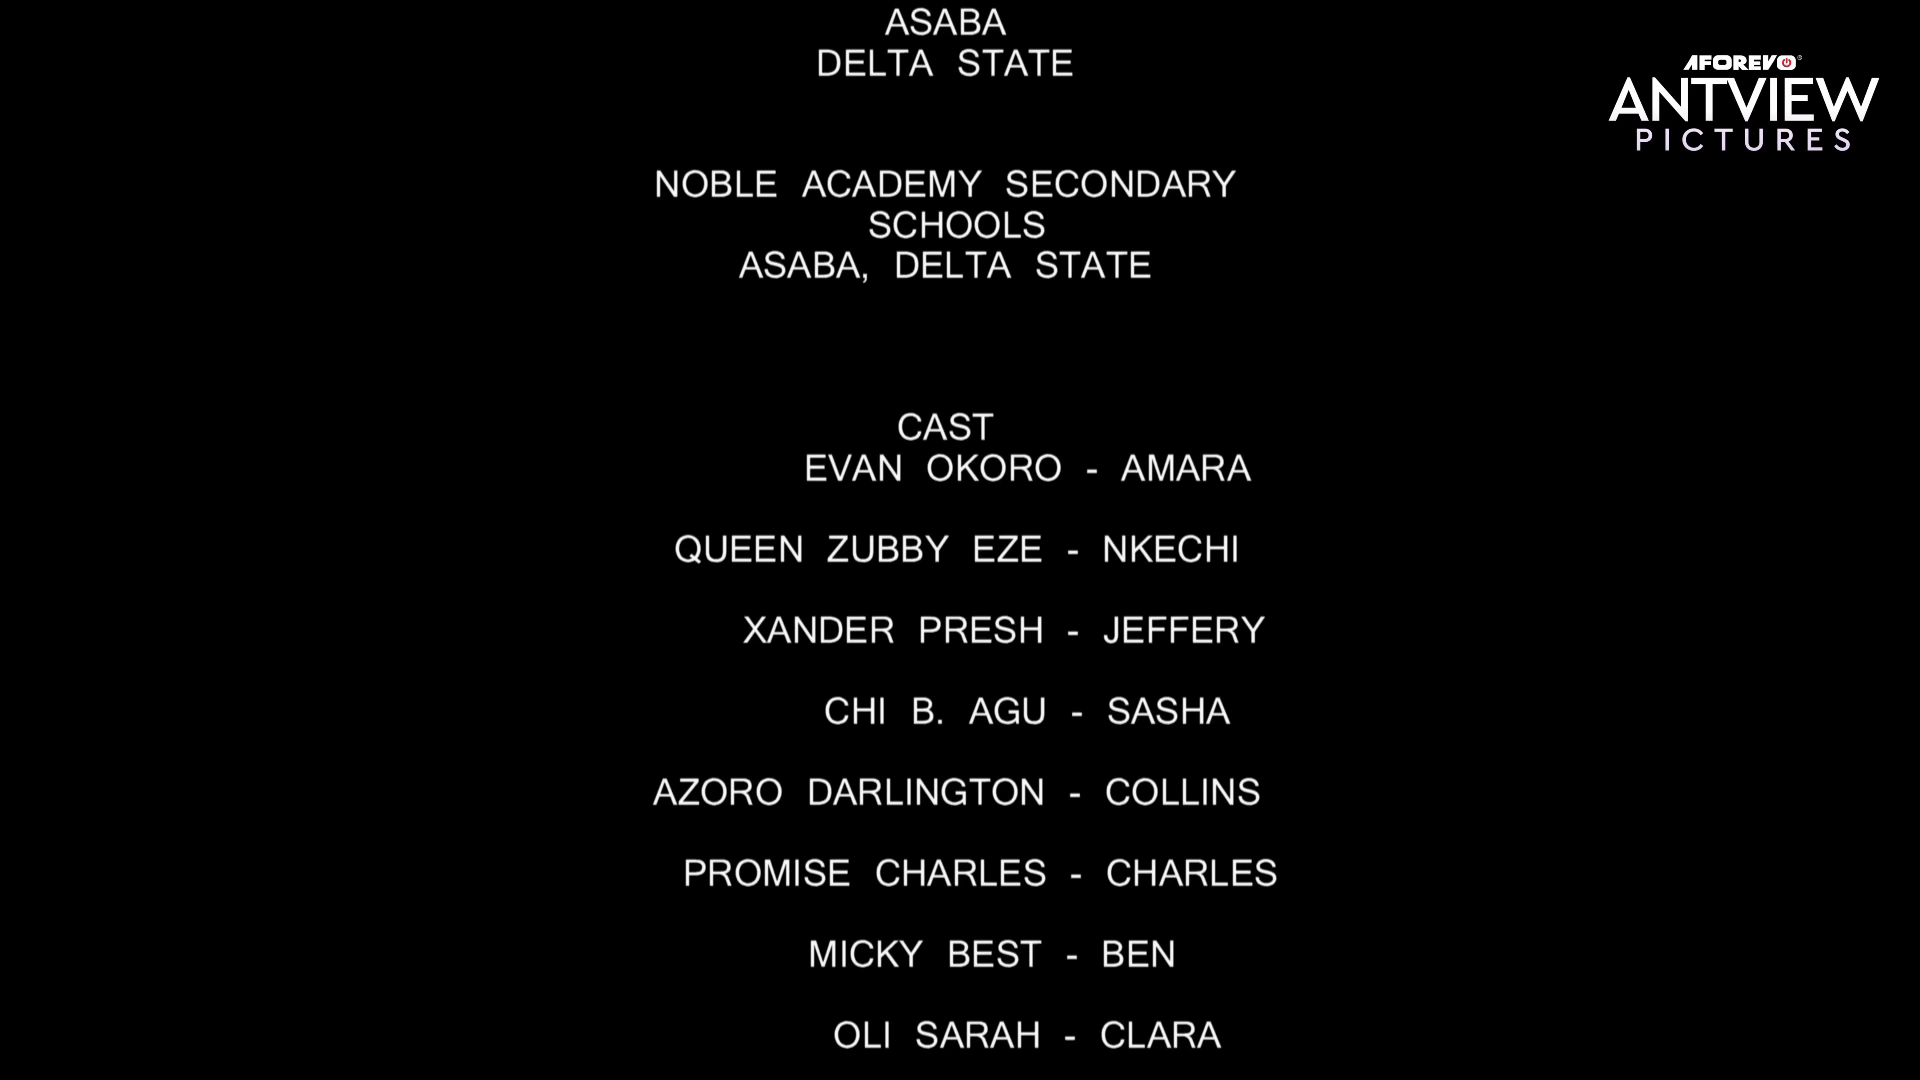 ASABA
DELTA STATE
AFOREVO
ANTVIEW
PICTURES
NOBLE ACADEMY SECONDARY
SCHOOLS
ASABA, DELTA STATE
CAST
EVAN OKORO - AMARA
QUEEN ZUBBY EZE - NKECHI
XANDER PRESH - JEFFERY
CHI B. AGU - SASHA
AZORO DARLINGTON - COLLINS
PROMISE CHARLES - CHARLES
MICKY BEST - BEN
OLI SARAH - CLARA